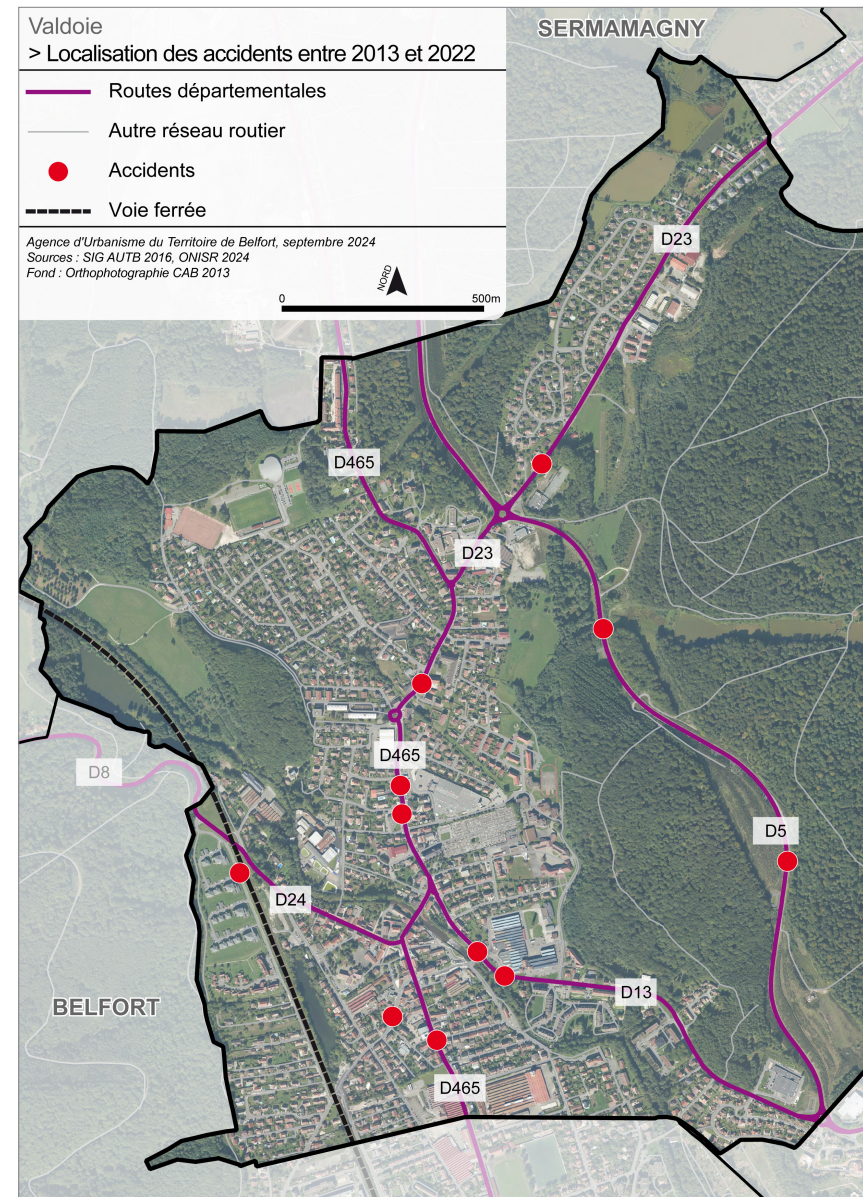 Valdoie
> Localisation des accidents entre 2013 et 2022
Routes départementales
Autre réseau routier
Accidents
Voie ferrée
Agence d'Urbanisme du Territoire de Belfort, septembre 2024
Sources : SIG AUTB 2016, ONISR 2024
Fond : Orthophotographie CAB 2013
NORD
0 500m
SERMAMAGNY
D23
D465
D23
D465
D8
D5
D24
D13
BELFORT
D465